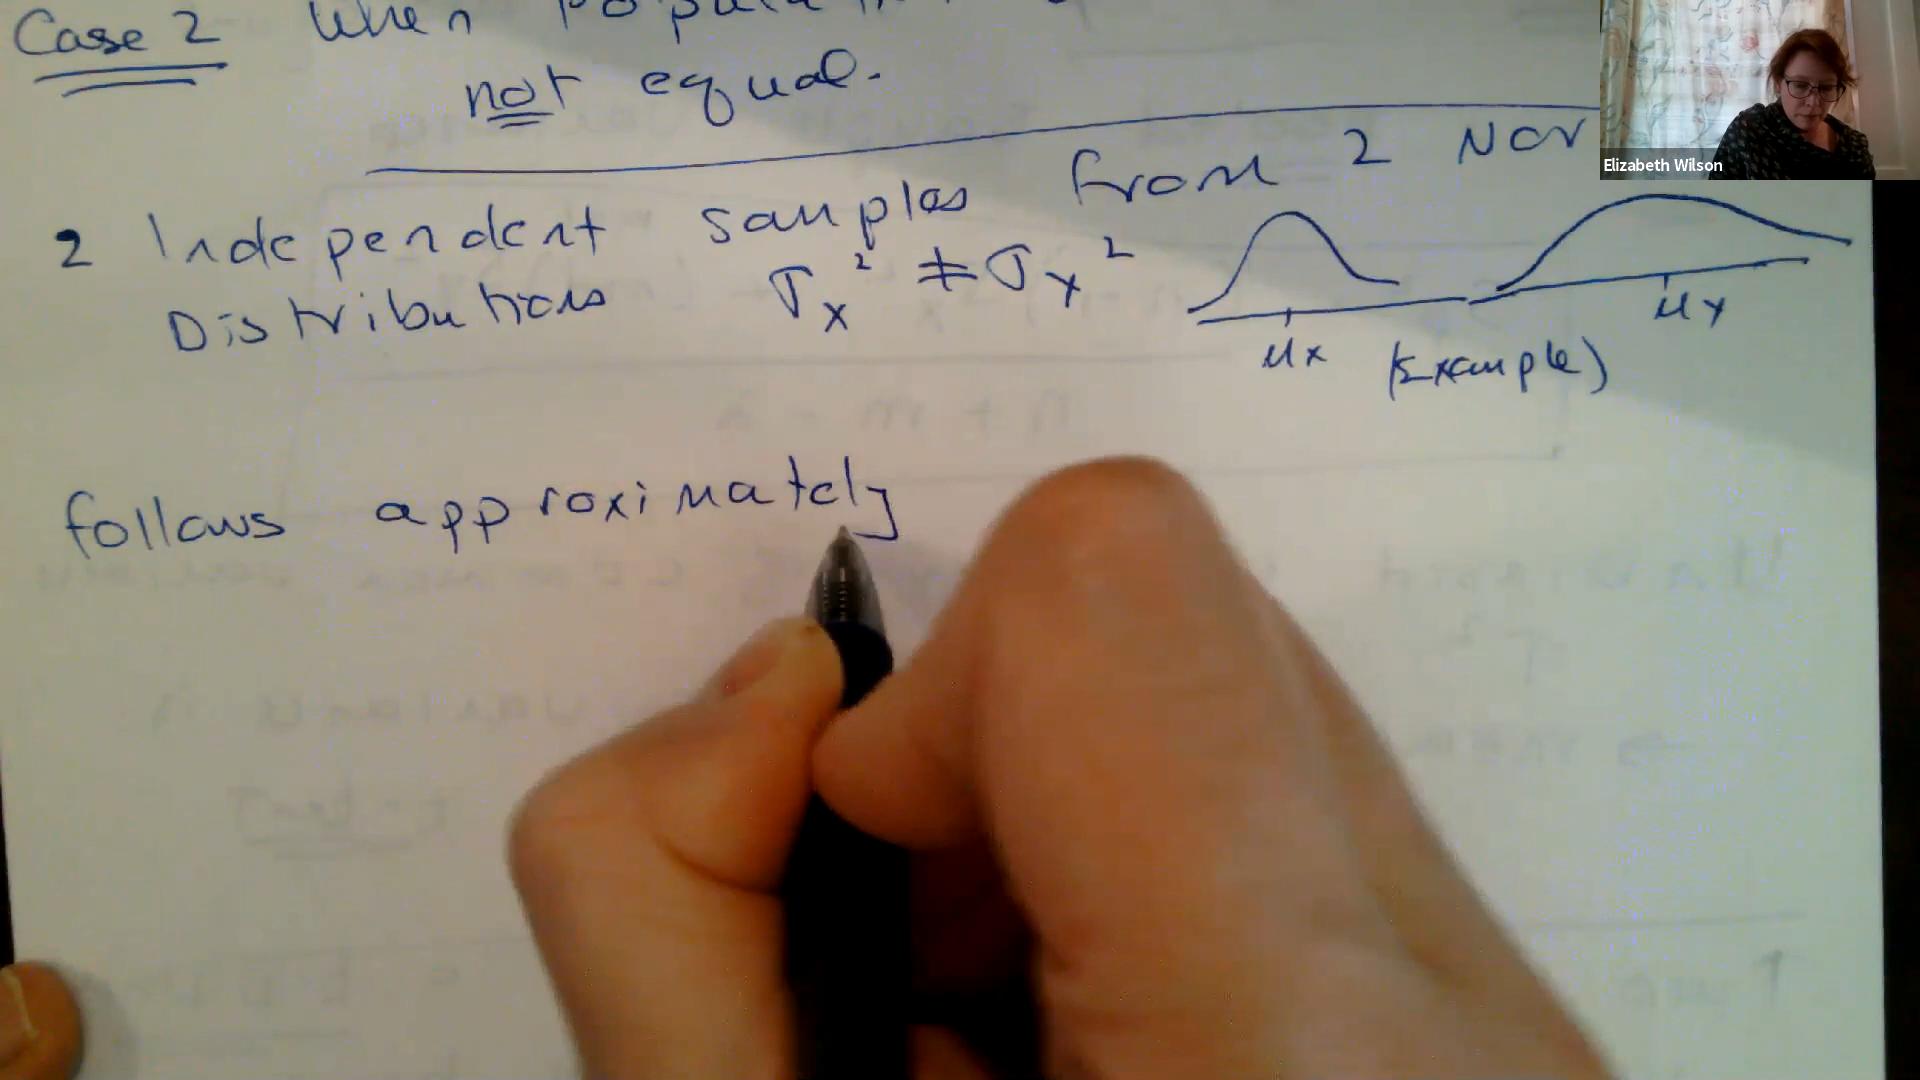 Case 2 When
not equal.
2 Independent samples from 2 Nor
Distributions σx² ≠ σY²
μx μY
(Example)
follows approximately
Elizabeth Wilson